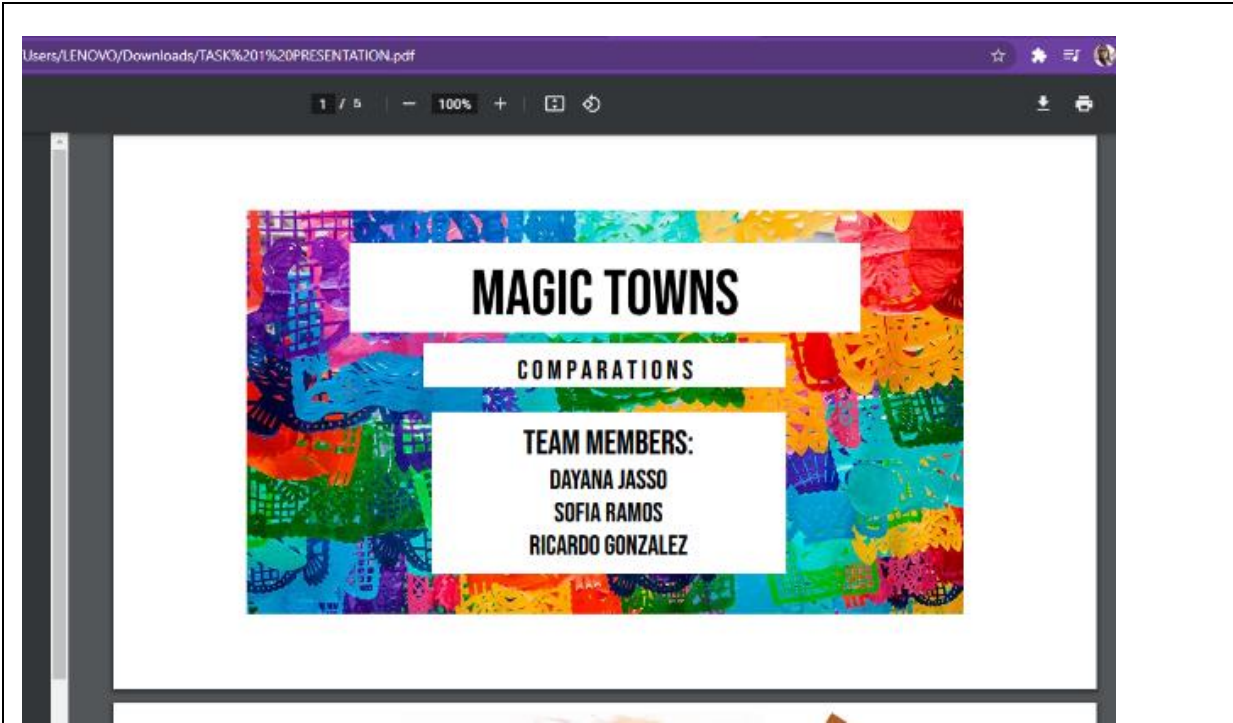 Users/LENOVO/Downloads/TASK%201%20PRESENTATION.pdf
1 / 5 | − 100% +
MAGIC TOWNS
COMPARATIONS
TEAM MEMBERS:
DAYANA JASSO
SOFIA RAMOS
RICARDO GONZALEZ